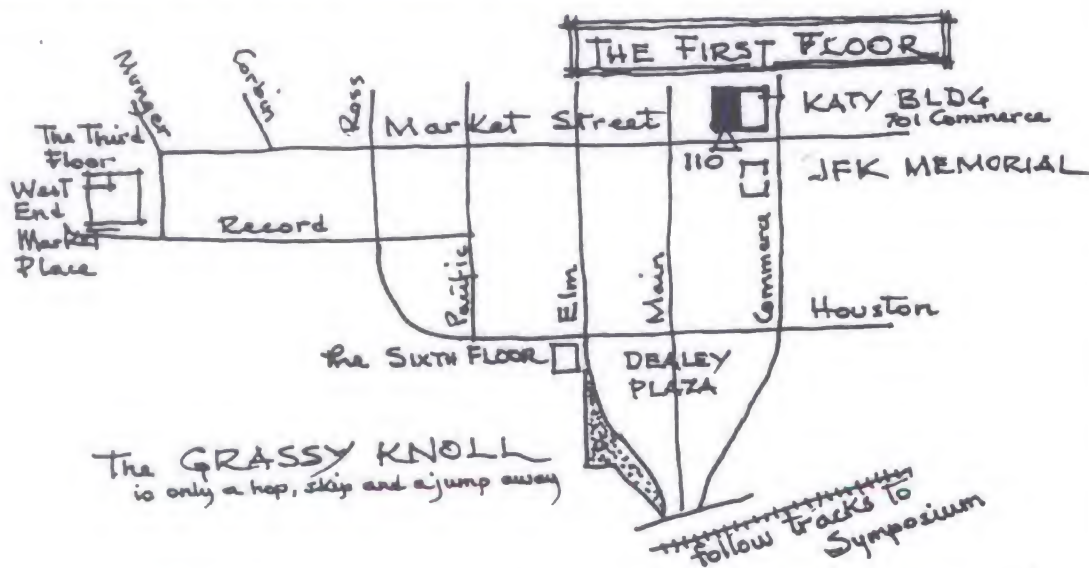 THE FIRST FLOOR
Munger
Corbin
Ross
Market Street
KATY BLDG
701 Commerce
110
JFK MEMORIAL
The Third
Floor
West
End
Market
Place
Record
Pacific
Elm
Main
Commerce
Houston
The SIXTH FLOOR
DEALEY
PLAZA
The GRASSY KNOLL
is only a hop, skip and a jump away
follow tracks to
Symposium